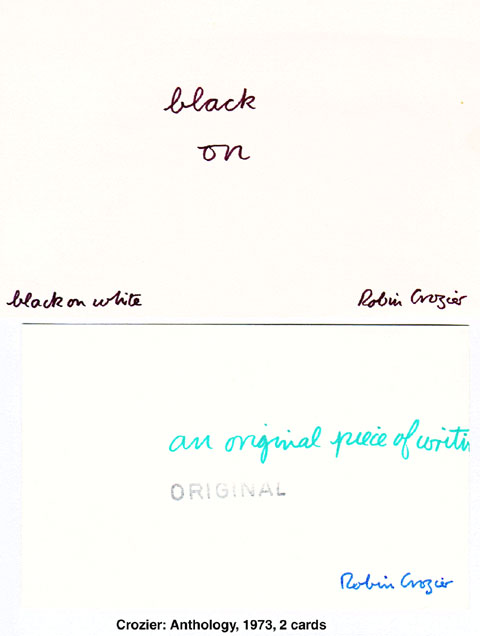 black
on
black on white
Robin Crozier
an original piece of writi
ORIGINAL
Robin Crozier
Crozier: Anthology, 1973, 2 cards